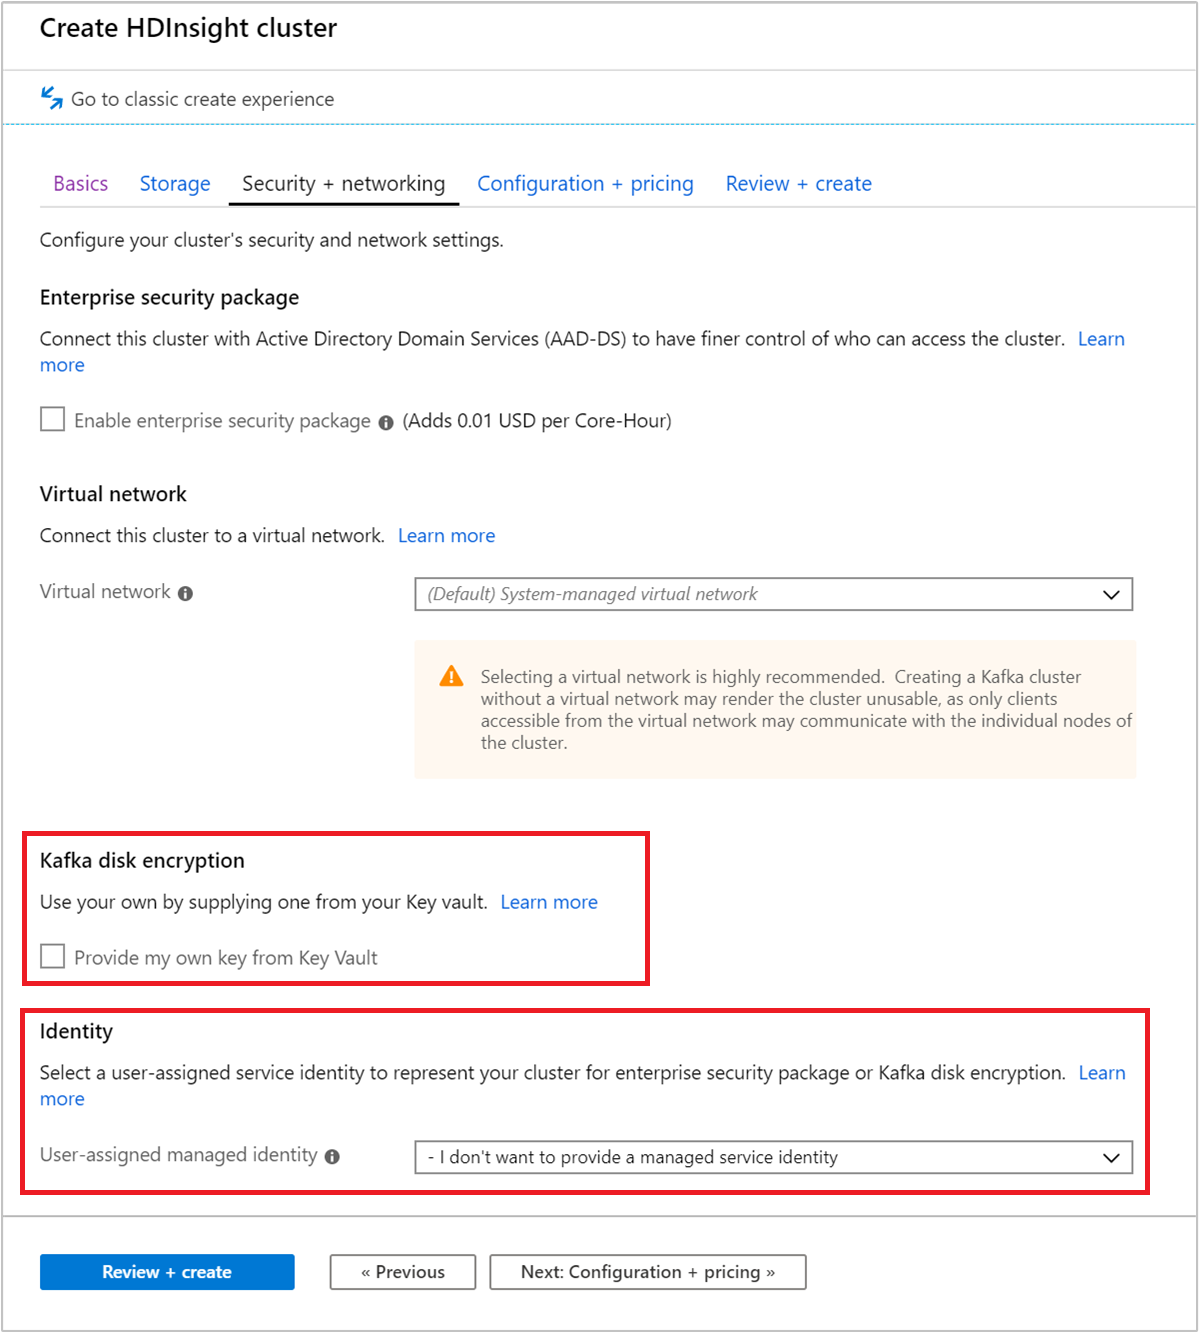 Create HDInsight cluster
Go to classic create experience
Basics Storage Security + networking Configuration + pricing Review + create
Configure your cluster's security and network settings.
Enterprise security package
Connect this cluster with Active Directory Domain Services (AAD-DS) to have finer control of who can access the cluster. Learn
more
Enable enterprise security package (Adds 0.01 USD per Core-Hour)
Virtual network
Connect this cluster to a virtual network. Learn more
Virtual network (Default) System-managed virtual network
Selecting a virtual network is highly recommended. Creating a Kafka cluster
without a virtual network may render the cluster unusable, as only clients
accessible from the virtual network may communicate with the individual nodes of
the cluster.
Kafka disk encryption
Use your own by supplying one from your Key vault. Learn more
Provide my own key from Key Vault
Identity
Select a user-assigned service identity to represent your cluster for enterprise security package or Kafka disk encryption. Learn
more
User-assigned managed identity - I don't want to provide a managed service identity
Review + create « Previous Next: Configuration + pricing »